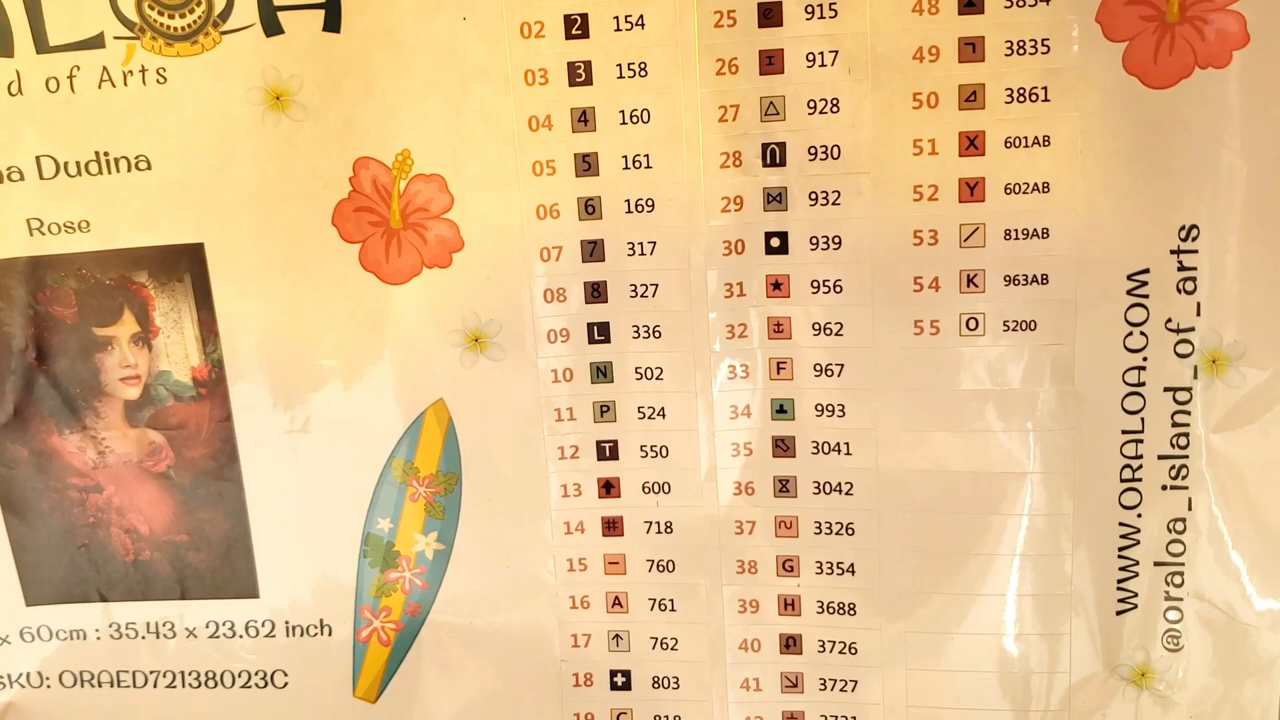 d of Arts
Dudina
Rose
x 60cm : 35.43 x 23.62 inch
SKU: ORAED72138023C
02 2 154
03 3 158
04 4 160
05 5 161
06 6 169
07 7 317
08 8 327
09 L 336
10 N 502
11 P 524
12 T 550
13 600
14 # 718
15 − 760
16 A 761
17 ↑ 762
18 803
19 C 818
25 e 915
26 I 917
27 △ 928
28 930
29 ⋈ 932
30 ● 939
31 ★ 956
32 ⚓ 962
33 F 967
34 993
35 3041
36 3042
37 3326
38 G 3354
39 H 3688
40 3726
41 3727
48 3834
49 3835
50 3861
51 X 601AB
52 Y 602AB
53 / 819AB
54 K 963AB
55 O 5200
WWW.ORALOA.COM
@oraloa_island_of_arts